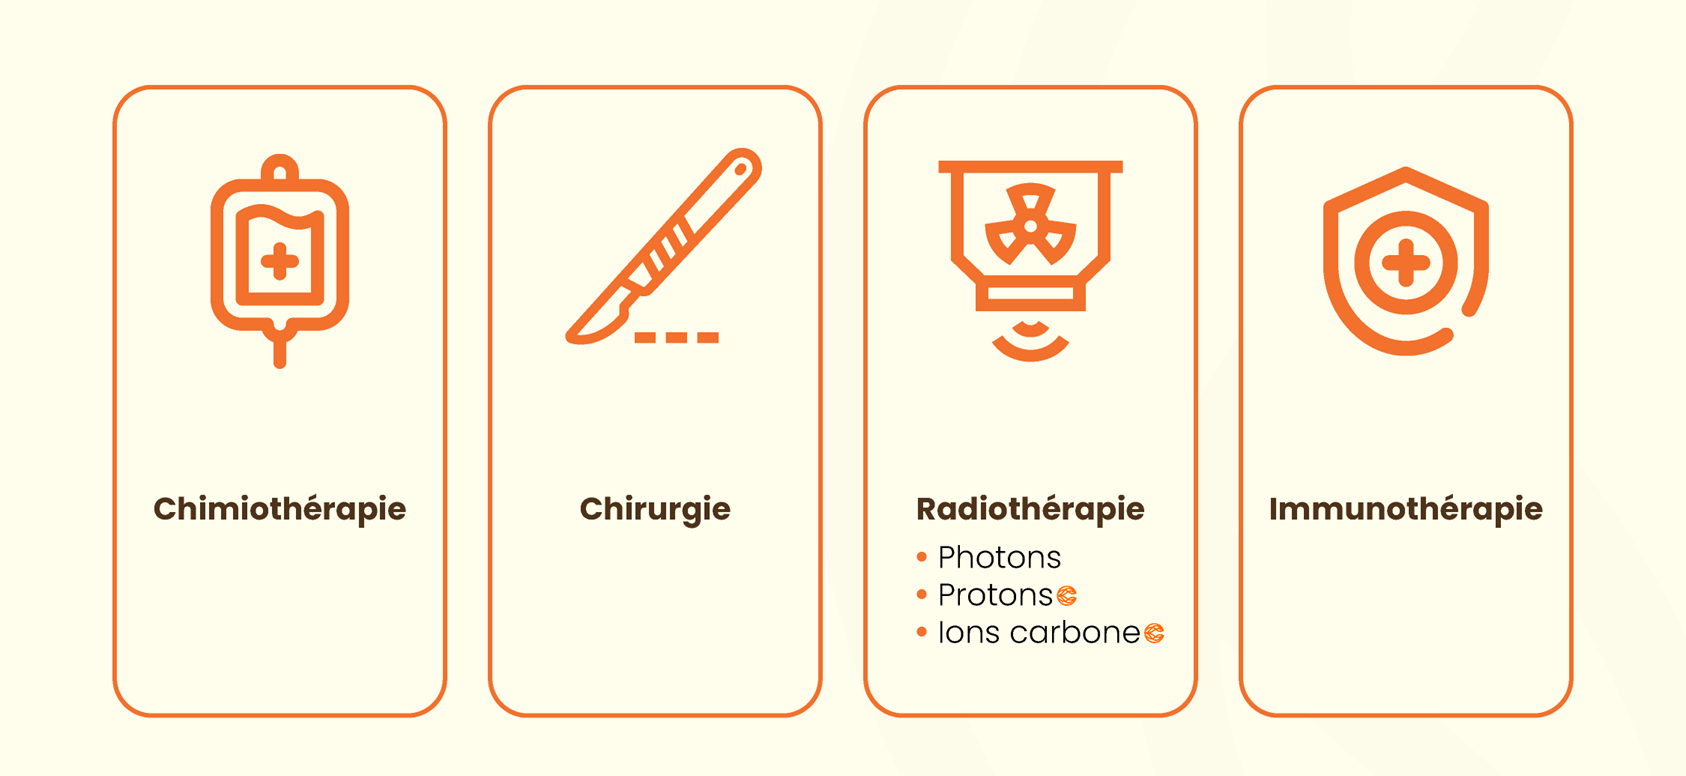 Chimiothérapie
Chirurgie
Radiothérapie
• Photons
• Protons
• Ions carbone
Immunothérapie